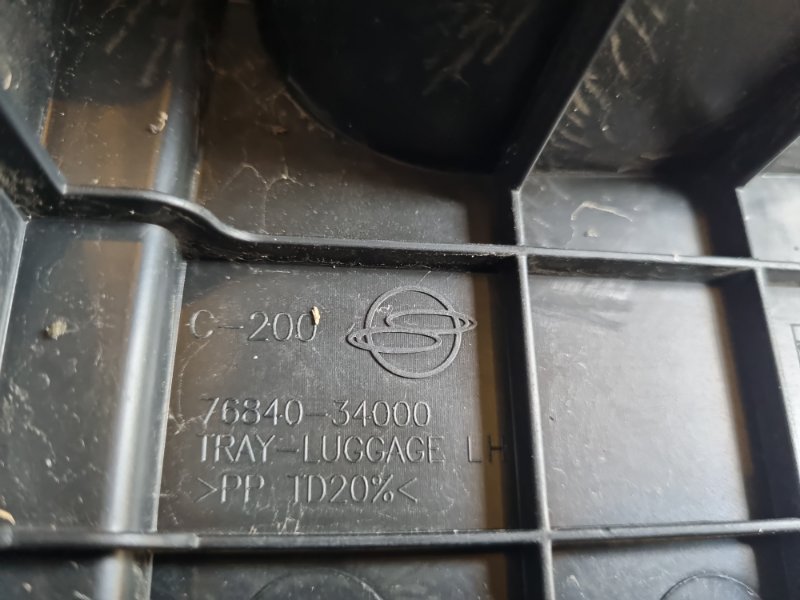 C-200
76840-34000
TRAY-LUGGAGE LH
>PP TD20%<